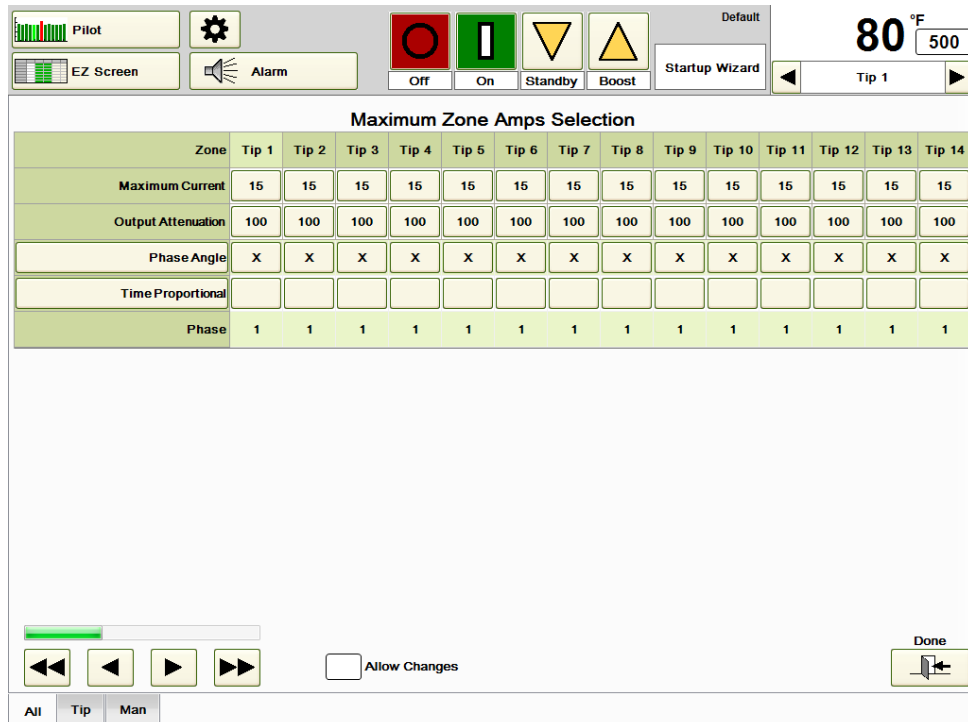 Pilot
EZ Screen
Alarm
Off On Standby Boost
Default
Startup Wizard
80 °F
500
Tip 1
Maximum Zone Amps Selection
Zone Tip 1 Tip 2 Tip 3 Tip 4 Tip 5 Tip 6 Tip 7 Tip 8 Tip 9 Tip 10 Tip 11 Tip 12 Tip 13 Tip 14
Maximum Current 15 15 15 15 15 15 15 15 15 15 15 15 15 15
Output Attenuation 100 100 100 100 100 100 100 100 100 100 100 100 100 100
Phase Angle X X X X X X X X X X X X X X
Time Proportional
Phase 1 1 1 1 1 1 1 1 1 1 1 1 1 1
Allow Changes
Done
All Tip Man